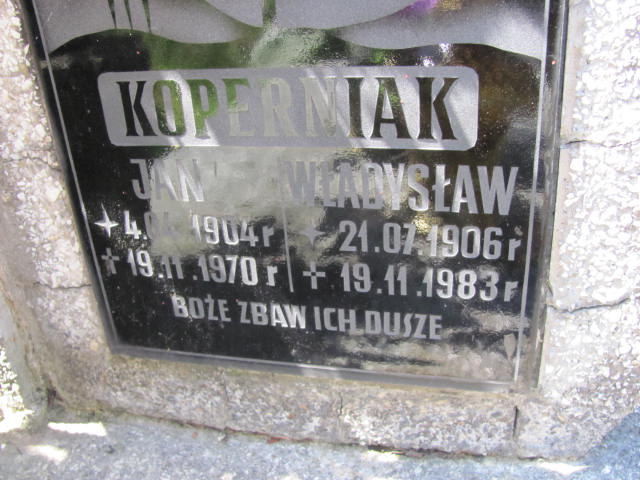 KOPERNIAK
JAN WŁADYSŁAW
1904 r 21.07.1906 r
19.11.1970 r 19.11.1983 r
BOŻE ZBAW ICH DUSZE